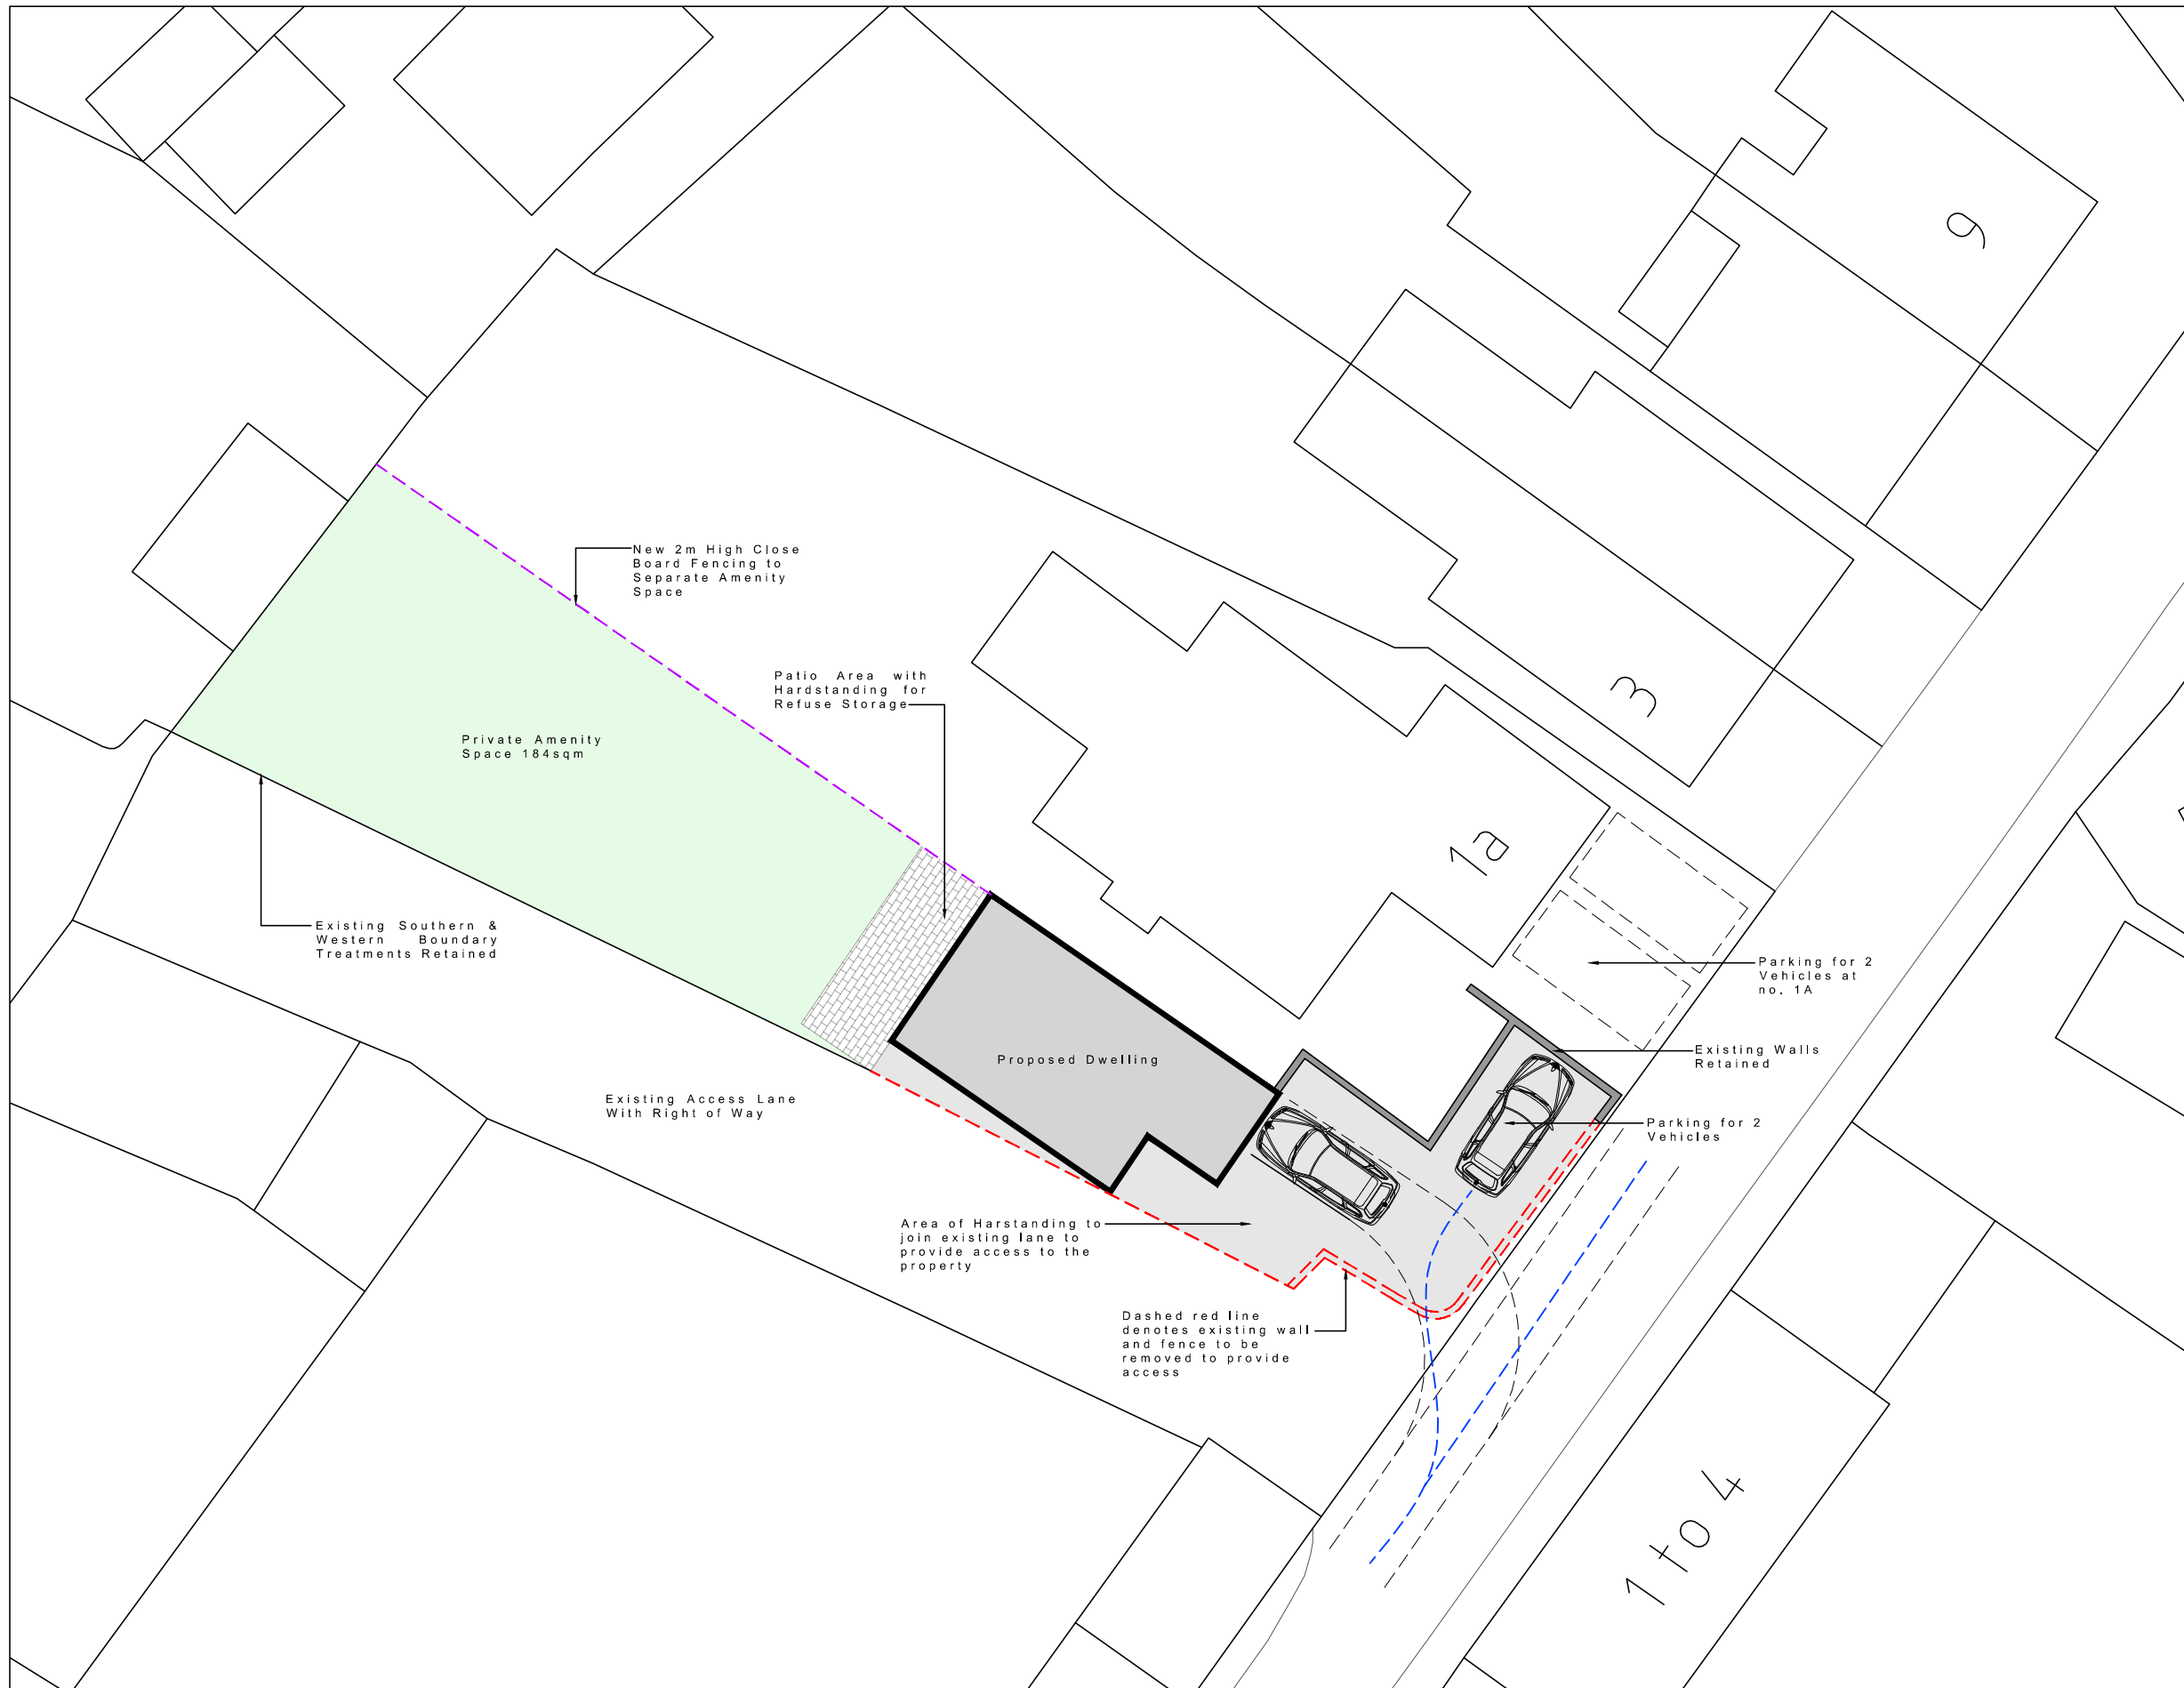 9
New 2m High Close
Board Fencing to
Separate Amenity
Space
Patio Area with
Hardstanding for
Refuse Storage
3
Private Amenity
Space 184sqm
1a
Existing Southern &
Western Boundary
Treatments Retained
Parking for 2
Vehicles at
no. 1A
Proposed Dwelling
Existing Walls
Retained
Existing Access Lane
With Right of Way
Parking for 2
Vehicles
Area of Harstanding to
join existing lane to
provide access to the
property
Dashed red line
denotes existing wall
and fence to be
removed to provide
access
1 to 4